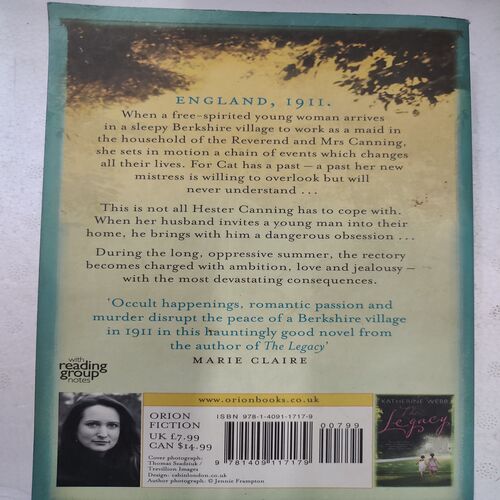 ENGLAND, 1911.
When a free-spirited young woman arrives
in a sleepy Berkshire village to work as a maid in
the household of the Reverend and Mrs Canning,
she sets in motion a chain of events which changes
all their lives. For Cat has a past – a past her new
mistress is willing to overlook but will
never understand ...
This is not all Hester Canning has to cope with.
When her husband invites a young man into their
home, he brings with him a dangerous obsession ...
During the long, oppressive summer, the rectory
becomes charged with ambition, love and jealousy –
with the most devastating consequences.
'Occult happenings, romantic passion and
murder disrupt the peace of a Berkshire village
in 1911 in this hauntingly good novel from
the author of The Legacy'
MARIE CLAIRE
with
reading
group
notes
www.orionbooks.co.uk
ORION
FICTION
UK £7.99
CAN $14.99
Cover photograph:
Thomas Szadziuk /
Trevillion Images
Design: cabinlondon.co.uk
Author photograph: © Jennie Frampton
ISBN 978-1-4091-1717-9
00799
9 781409 117179
KATHERINE WEBB
The
Legacy